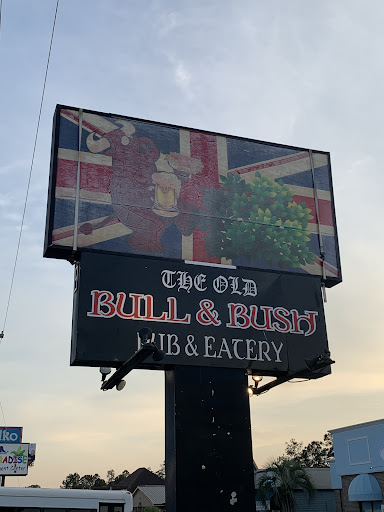 THE OLD
BULL & BUSH
PUB & EATERY